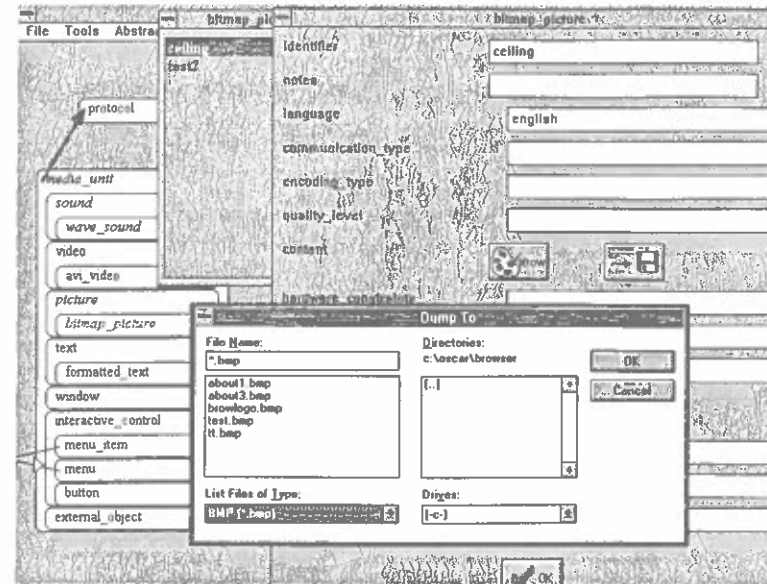 File Tools Abstrac
protocol
media_unit
sound
wave_sound
video
avi_video
picture
bitmap_picture
text
formatted_text
window
interactive_control
menu_item
menu
button
external_object
bitmap_pic
ceiling
test2
bitmap_picture
identifier
ceiling
notes
language
english
communication_type
encoding_type
quality_level
content
show
hardware_constraints
Dump To
File Name:
*.bmp
about1.bmp
about3.bmp
browlogo.bmp
test.bmp
tt.bmp
List Files of Type:
BMP (*.bmp)
Directories:
c:\oscar\browser
[..]
Drives:
[-c-]
OK
Cancel
OK